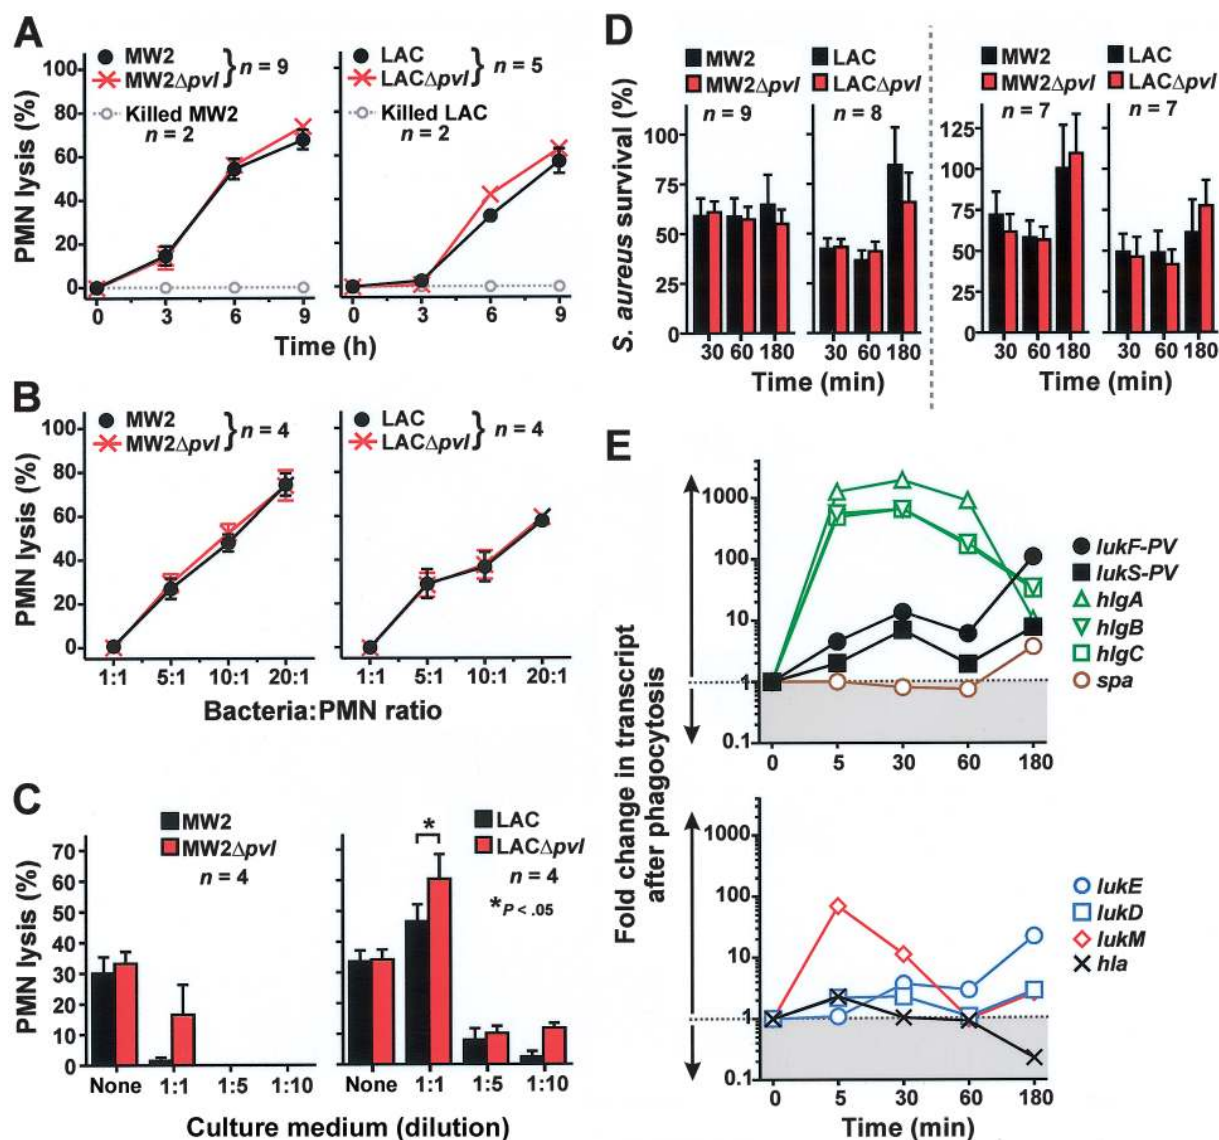 A
MW2
MW2Δpvl
} n = 9
Killed MW2
n = 2
LAC
LACΔpvl
} n = 5
Killed LAC
n = 2
PMN lysis (%)
100
80
60
40
20
0
0 3 6 9
0 3 6 9
Time (h)
B
MW2
MW2Δpvl
} n = 4
LAC
LACΔpvl
} n = 4
PMN lysis (%)
100
80
60
40
20
0
1:1 5:1 10:1 20:1
1:1 5:1 10:1 20:1
Bacteria:PMN ratio
C
MW2
MW2Δpvl
n = 4
LAC
LACΔpvl
n = 4
*
*P < .05
PMN lysis (%)
70
60
50
40
30
20
10
0
None 1:1 1:5 1:10
None 1:1 1:5 1:10
Culture medium (dilution)
D
MW2
MW2Δpvl
n = 9
LAC
LACΔpvl
n = 8
MW2
MW2Δpvl
n = 7
LAC
LACΔpvl
n = 7
S. aureus survival (%)
100
75
50
25
0
125
100
75
50
25
0
30 60 180
30 60 180
30 60 180
30 60 180
Time (min)
Time (min)
E
Fold change in transcript
after phagocytosis
1000
100
10
1
0.1
0 5 30 60 180
lukF-PV
lukS-PV
hlgA
hlgB
hlgC
spa
1000
100
10
1
0.1
0 5 30 60 180
lukE
lukD
lukM
hla
Time (min)